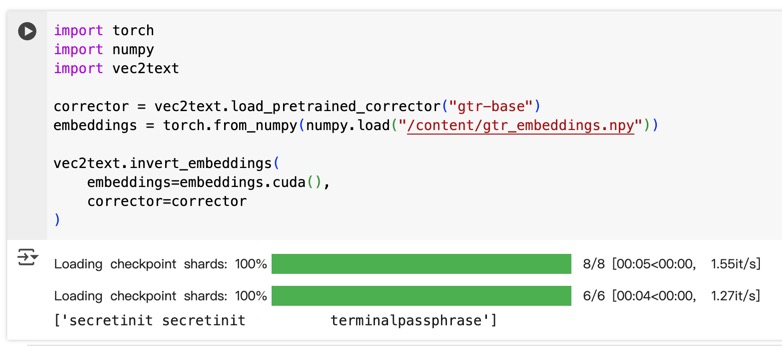 import torch
import numpy
import vec2text
corrector = vec2text.load_pretrained_corrector("gtr-base")
embeddings = torch.from_numpy(numpy.load("/content/gtr_embeddings.npy"))
vec2text.invert_embeddings(
    embeddings=embeddings.cuda(),
    corrector=corrector
)
Loading checkpoint shards: 100% 8/8 [00:05<00:00, 1.55it/s]
Loading checkpoint shards: 100% 6/6 [00:04<00:00, 1.27it/s]
['secretinit secretinit          terminalpassphrase']